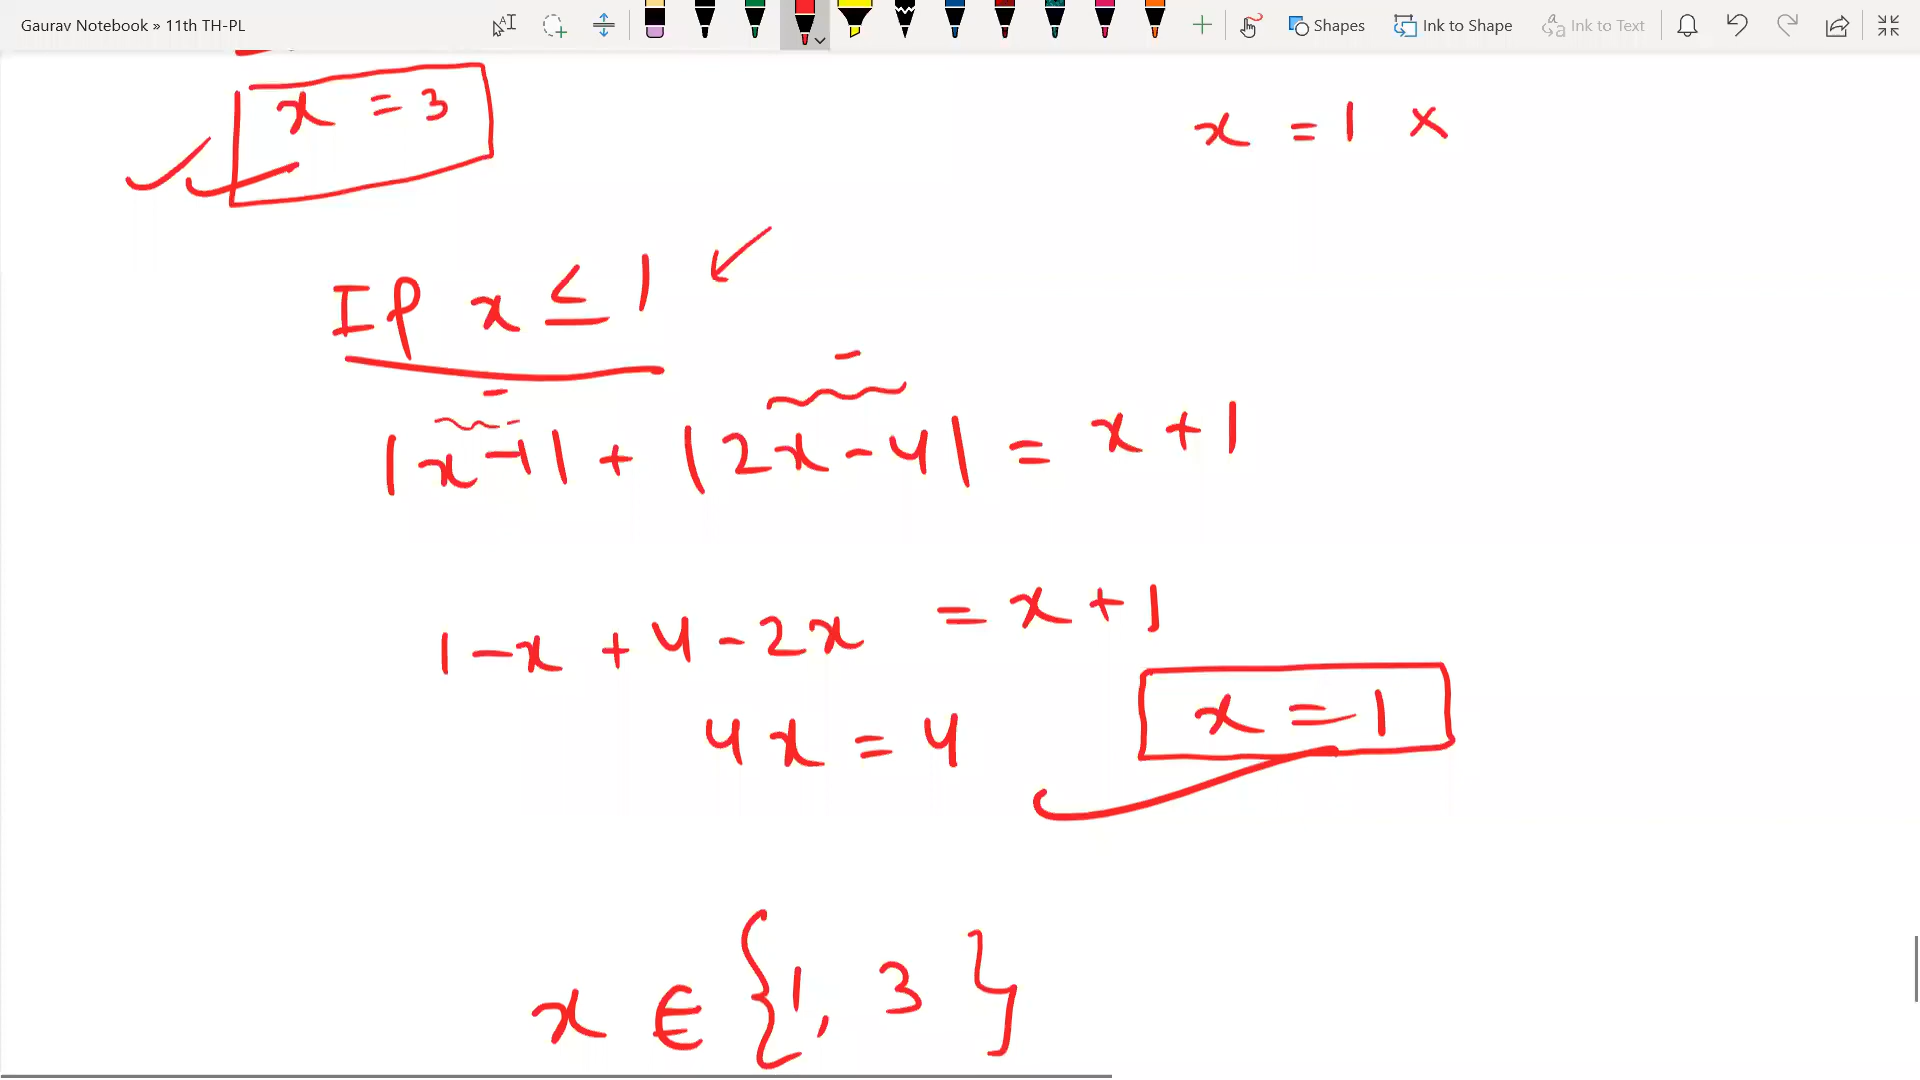 Gaurav Notebook » 11th TH-PL
Shapes
Ink to Shape
Ink to Text
x = 3
x = 1 ×
If x ≤ 1
|x-1| + |2x-4| = x+1
1-x + 4-2x = x+1
4x = 4
x = 1
x ∈ {1, 3}